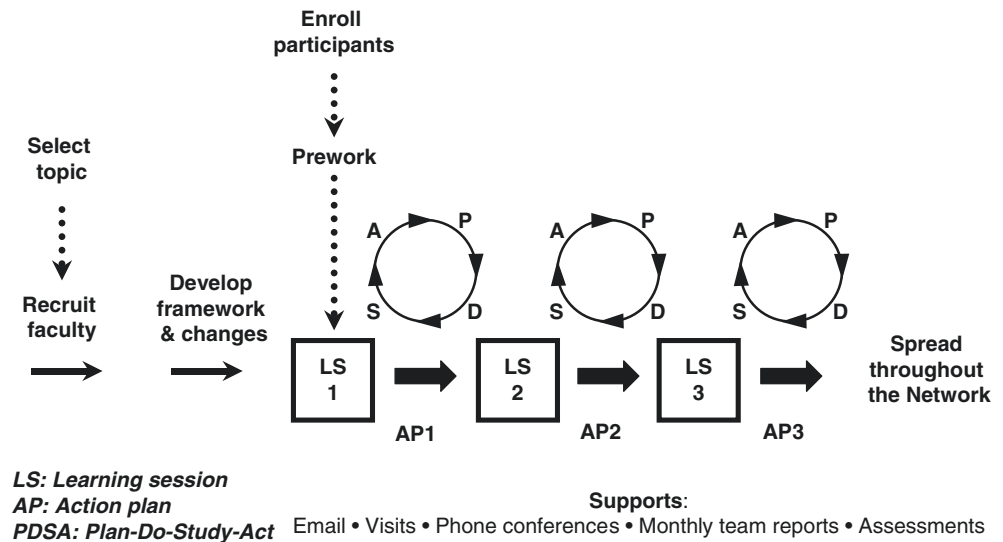 Enroll
participants
Select
topic
Prework
Recruit
faculty
Develop
framework
& changes
A P
S D
A P
S D
A P
S D
LS
1
LS
2
LS
3
AP1
AP2
AP3
Spread
throughout
the Network
LS: Learning session
AP: Action plan
PDSA: Plan-Do-Study-Act
Supports:
Email • Visits • Phone conferences • Monthly team reports • Assessments